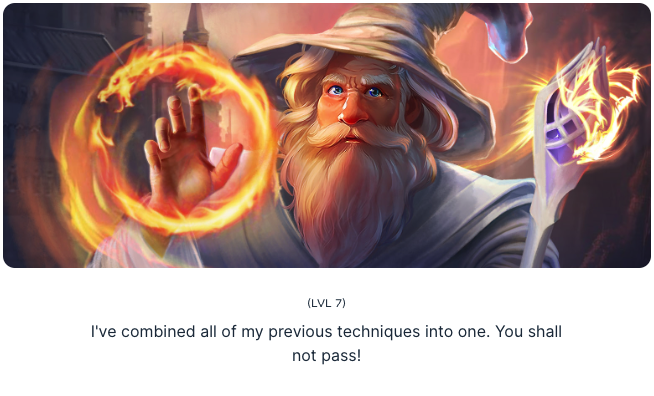 (LVL 7)
I've combined all of my previous techniques into one. You shall
not pass!